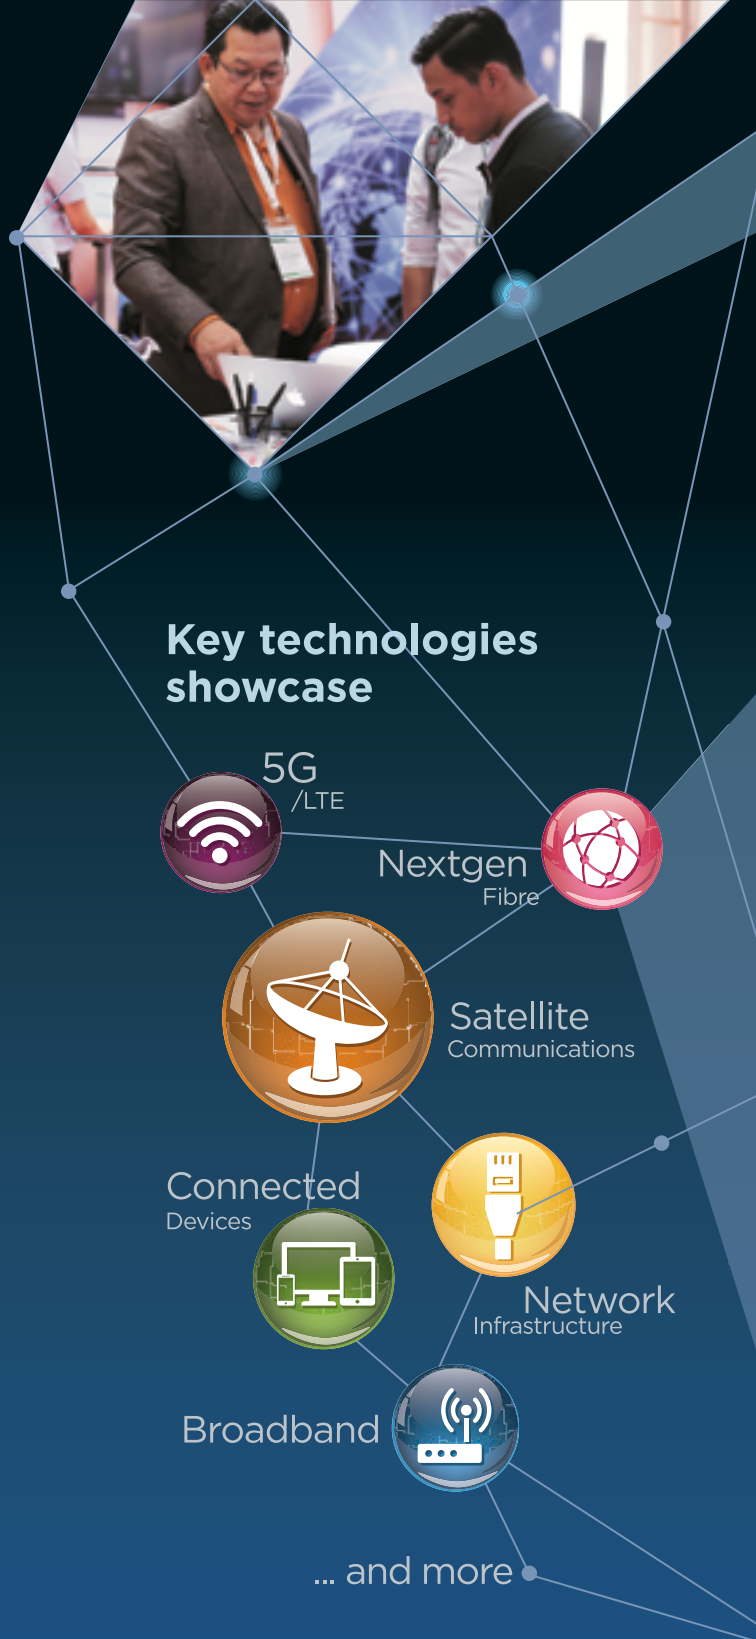 Key technologies
showcase
5G
/LTE
Nextgen
Fibre
Satellite
Communications
Connected
Devices
Network
Infrastructure
Broadband
... and more